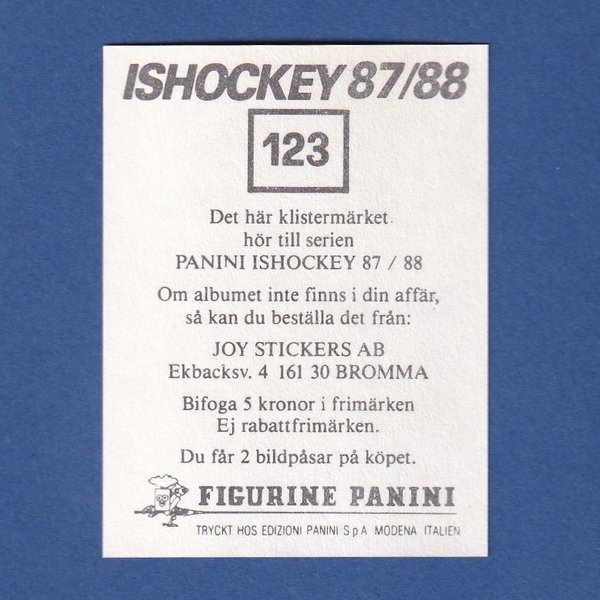 ISHOCKEY 87/88
123
Det här klistermärket
hör till serien
PANINI ISHOCKEY 87 / 88
Om albumet inte finns i din affär,
så kan du beställa det från:
JOY STICKERS AB
Ekbacksv. 4 161 30 BROMMA
Bifoga 5 kronor i frimärken
Ej rabattfrimärken.
Du får 2 bildpåsar på köpet.
FIGURINE PANINI
TRYCKT HOS EDIZIONI PANINI S p A MODENA ITALIEN